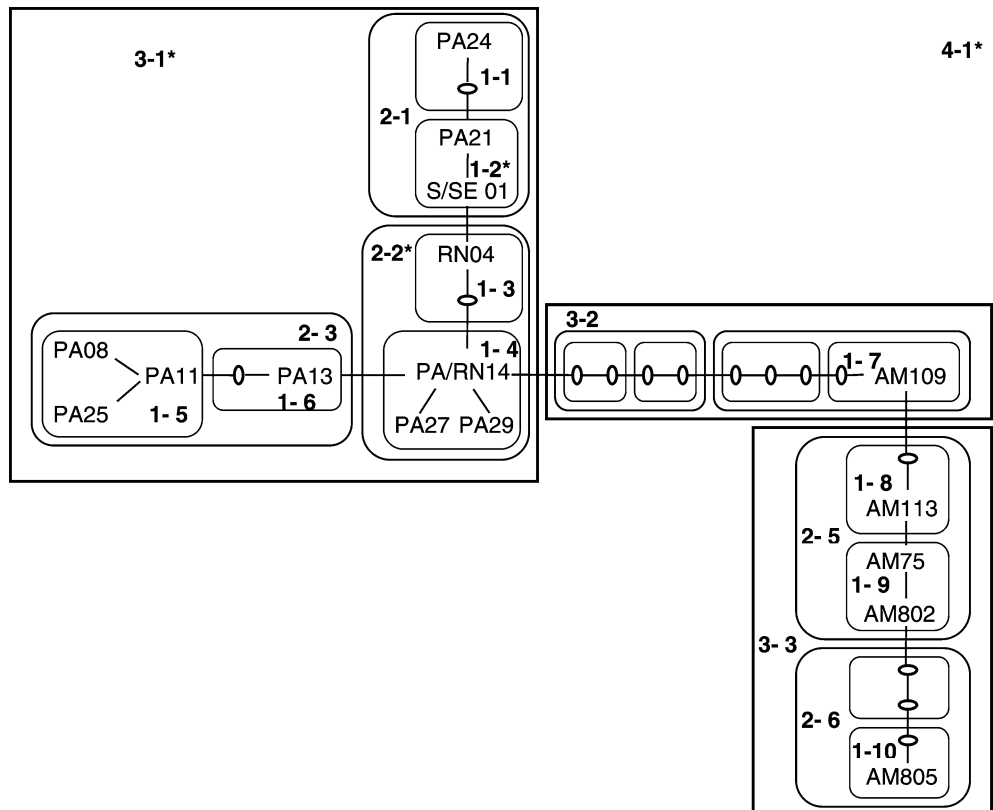 3-1*
4-1*
PA24
1-1
2-1
PA21
1-2*
S/SE 01
2-2*
RN04
1- 3
2- 3
1- 4
PA08
PA11
PA25
1- 5
PA13
1- 6
PA/RN14
PA27 PA29
3-2
1- 7
AM109
1- 8
AM113
2- 5
AM75
1- 9
AM802
3- 3
2- 6
1-10
AM805